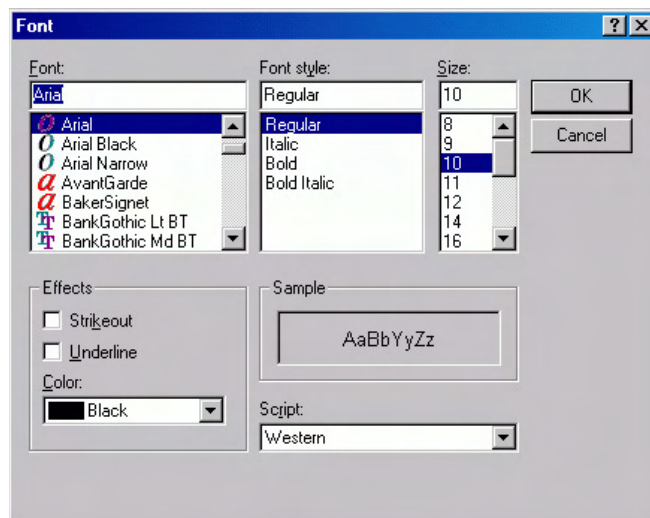 Font
Font:
Font style:
Size:
Arial
Regular
10
OK
Cancel
Arial
Arial Black
Arial Narrow
AvantGarde
BakerSignet
BankGothic Lt BT
BankGothic Md BT
Regular
Italic
Bold
Bold Italic
8
9
10
11
12
14
16
Effects
Strikeout
Underline
Color:
Black
Sample
AaBbYyZz
Script:
Western